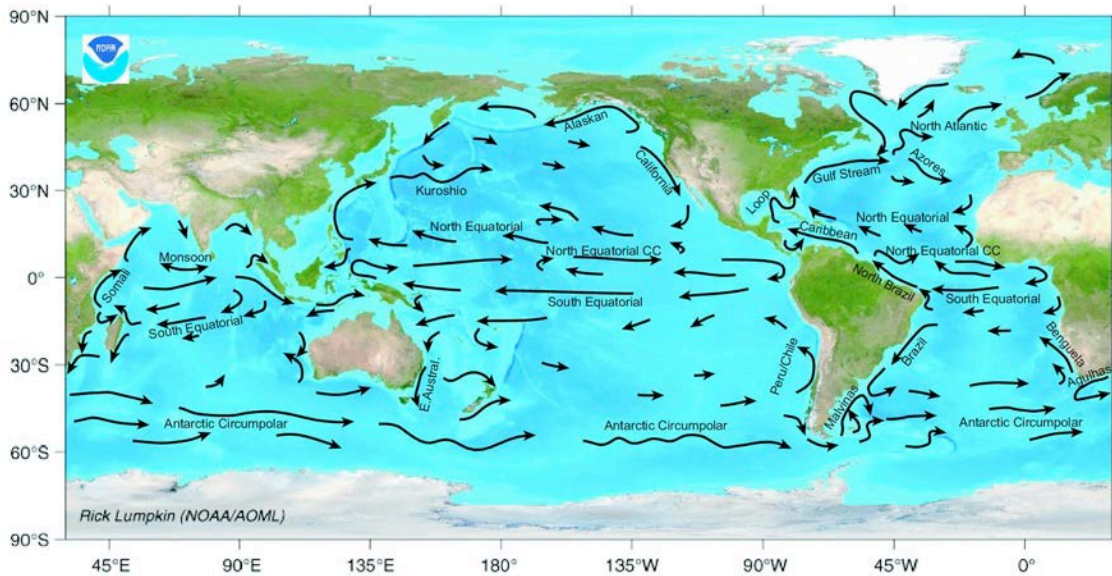 90°N
NOAA
60°N
Alaskan
North Atlantic
California
Azores
Gulf Stream
30°N
Kuroshio
Loop
North Equatorial
North Equatorial
Caribbean
Monsoon
North Equatorial CC
North Equatorial CC
0°
Somali
North Brazil
South Equatorial
South Equatorial
South Equatorial
Benguela
Brazil
30°S
E.Austral.
Peru/Chile
Aqulhas
Malvinas
Antarctic Circumpolar
Antarctic Circumpolar
Antarctic Circumpolar
60°S
Rick Lumpkin (NOAA/AOML)
90°S
45°E
90°E
135°E
180°
135°W
90°W
45°W
0°